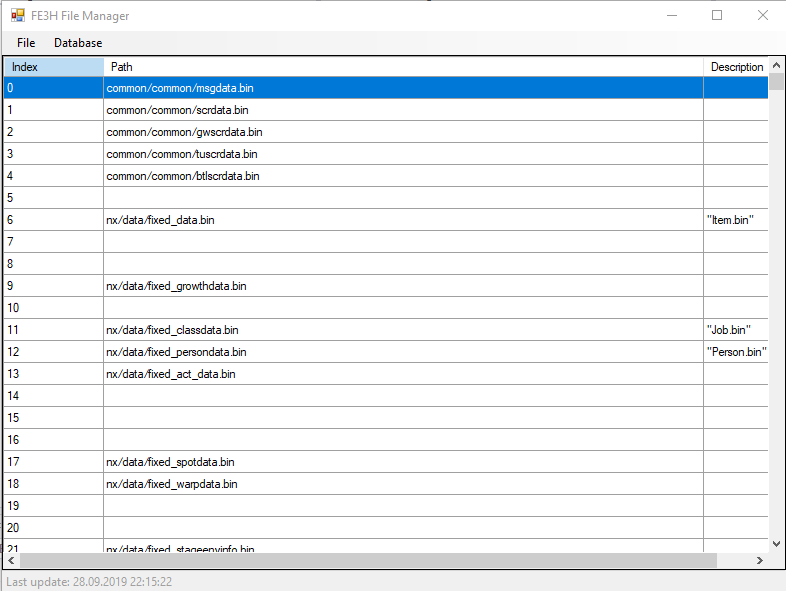 FE3H File Manager
File Database
Index Path Description
0 common/common/msgdata.bin
1 common/common/scrdata.bin
2 common/common/gwscrdata.bin
3 common/common/tuscrdata.bin
4 common/common/btlscrdata.bin
5
6 nx/data/fixed_data.bin "Item.bin"
7
8
9 nx/data/fixed_growthdata.bin
10
11 nx/data/fixed_classdata.bin "Job.bin"
12 nx/data/fixed_persondata.bin "Person.bin"
13 nx/data/fixed_act_data.bin
14
15
16
17 nx/data/fixed_spotdata.bin
18 nx/data/fixed_warpdata.bin
19
20
21 nx/data/fixed_stageenvinfo.bin
Last update: 28.09.2019 22:15:22